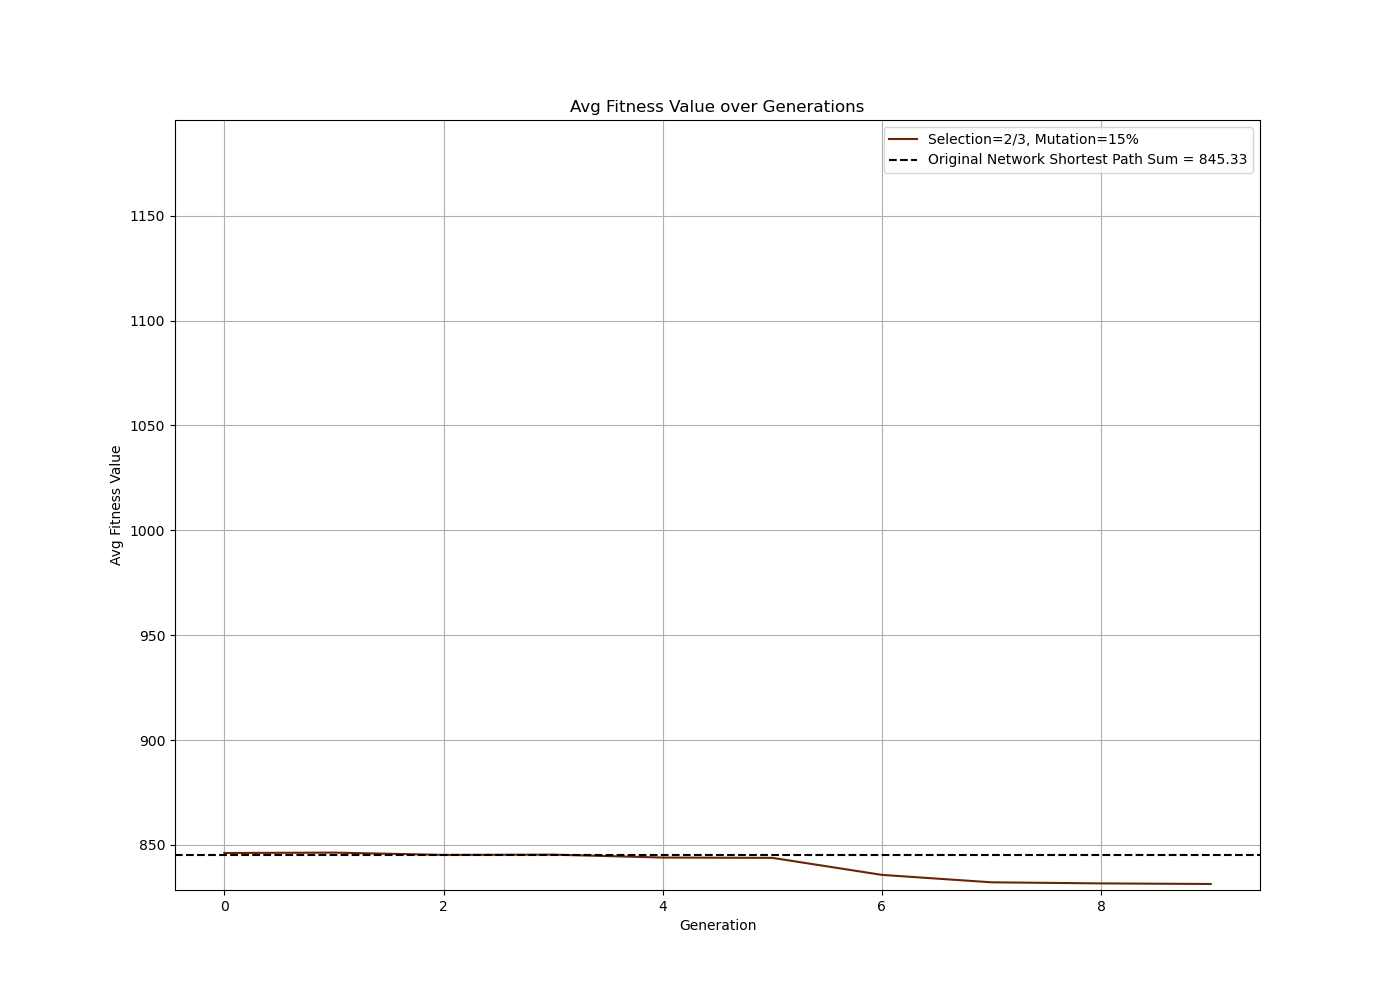 Avg Fitness Value over Generations
Selection=2/3, Mutation=15%
Original Network Shortest Path Sum = 845.33
1150
1100
1050
1000
950
900
850
Avg Fitness Value
0 2 4 6 8
Generation